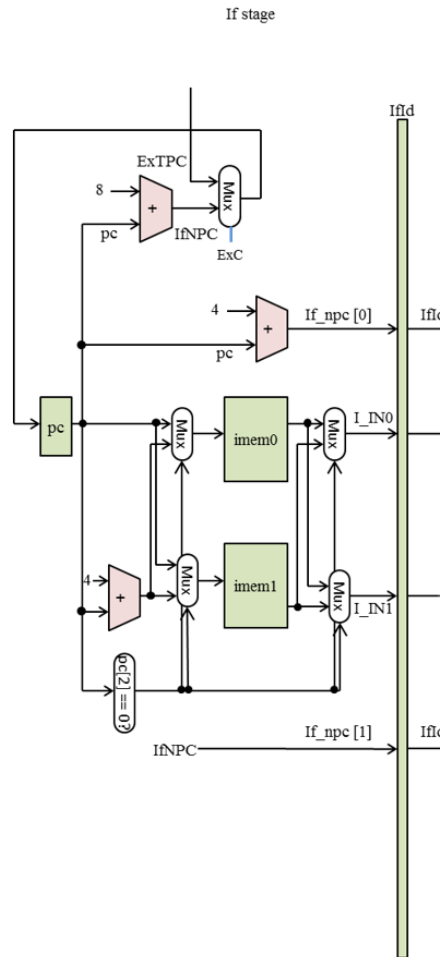 If stage
IfId
ExTPC
8
+
Mux
pc
IfNPC
ExC
4
+
If_npc [0]
IfId
pc
pc
Mux
imem0
Mux
I_IN0
4
+
Mux
imem1
Mux
I_IN1
pc[2] == 0?
If_npc [1]
IfNPC